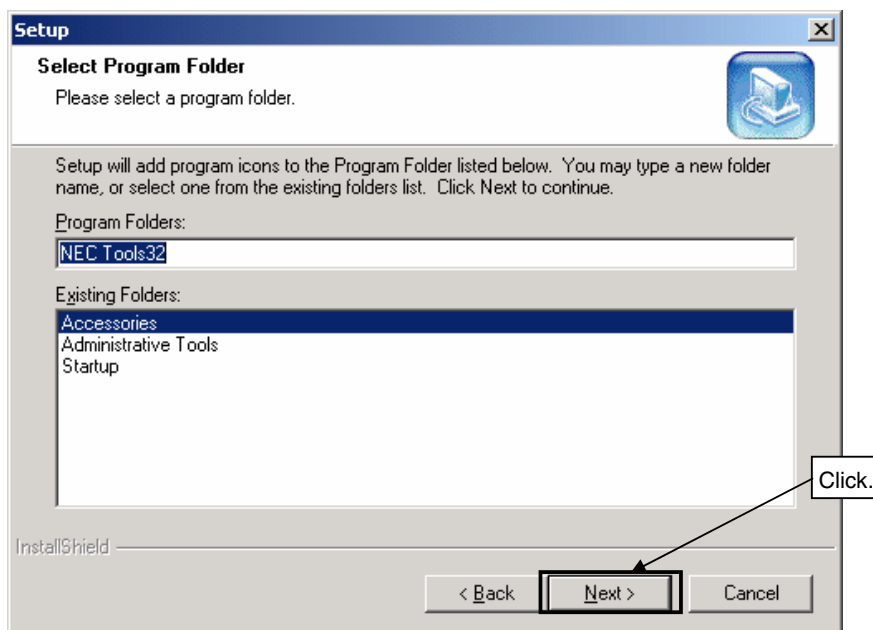 Setup
Select Program Folder
Please select a program folder.
Setup will add program icons to the Program Folder listed below. You may type a new folder
name, or select one from the existing folders list. Click Next to continue.
Program Folders:
NEC Tools32
Existing Folders:
Accessories
Administrative Tools
Startup
Click.
InstallShield
< Back
Next >
Cancel